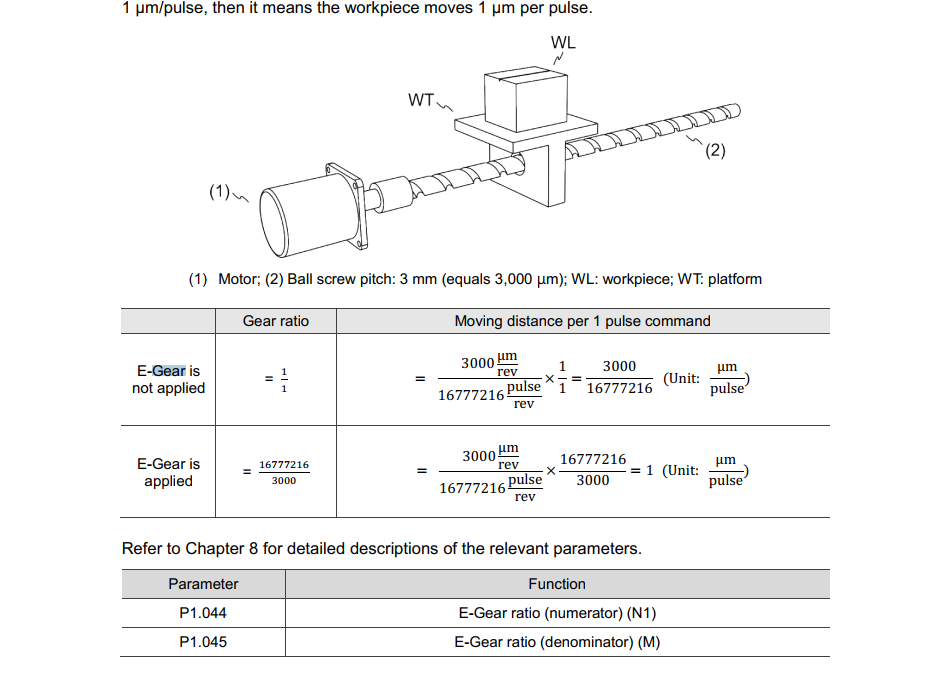 1 μm/pulse, then it means the workpiece moves 1 μm per pulse.
WL
WT
(2)
(1)
(1) Motor; (2) Ball screw pitch: 3 mm (equals 3,000 μm); WL: workpiece; WT: platform
Gear ratio
Moving distance per 1 pulse command
E-Gear is not applied
= 1/1
= 3000 μm/rev / 16777216 pulse/rev × 1/1 = 3000/16777216 (Unit: μm/pulse)
E-Gear is applied
= 16777216/3000
= 3000 μm/rev / 16777216 pulse/rev × 16777216/3000 = 1 (Unit: μm/pulse)
Refer to Chapter 8 for detailed descriptions of the relevant parameters.
Parameter
Function
P1.044
E-Gear ratio (numerator) (N1)
P1.045
E-Gear ratio (denominator) (M)